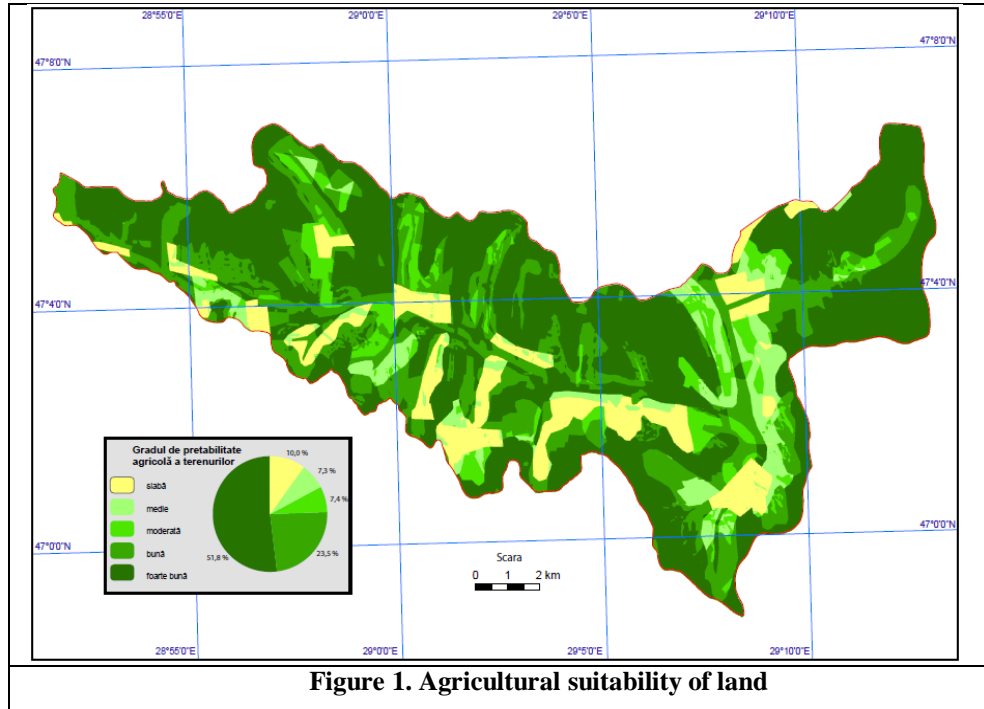 28°55'0"E 29°0'0"E 29°5'0"E 29°10'0"E
47°8'0"N 47°8'0"N
47°4'0"N 47°4'0"N
Gradul de pretabilitate
agricolă a terenurilor
slabă
medie
moderată
bună
foarte bună
10,0 %
7,3 %
7,4 %
23,5 %
51,8 %
Scara
0 1 2 km
47°0'0"N 47°0'0"N
28°55'0"E 29°0'0"E 29°5'0"E 29°10'0"E
Figure 1. Agricultural suitability of land